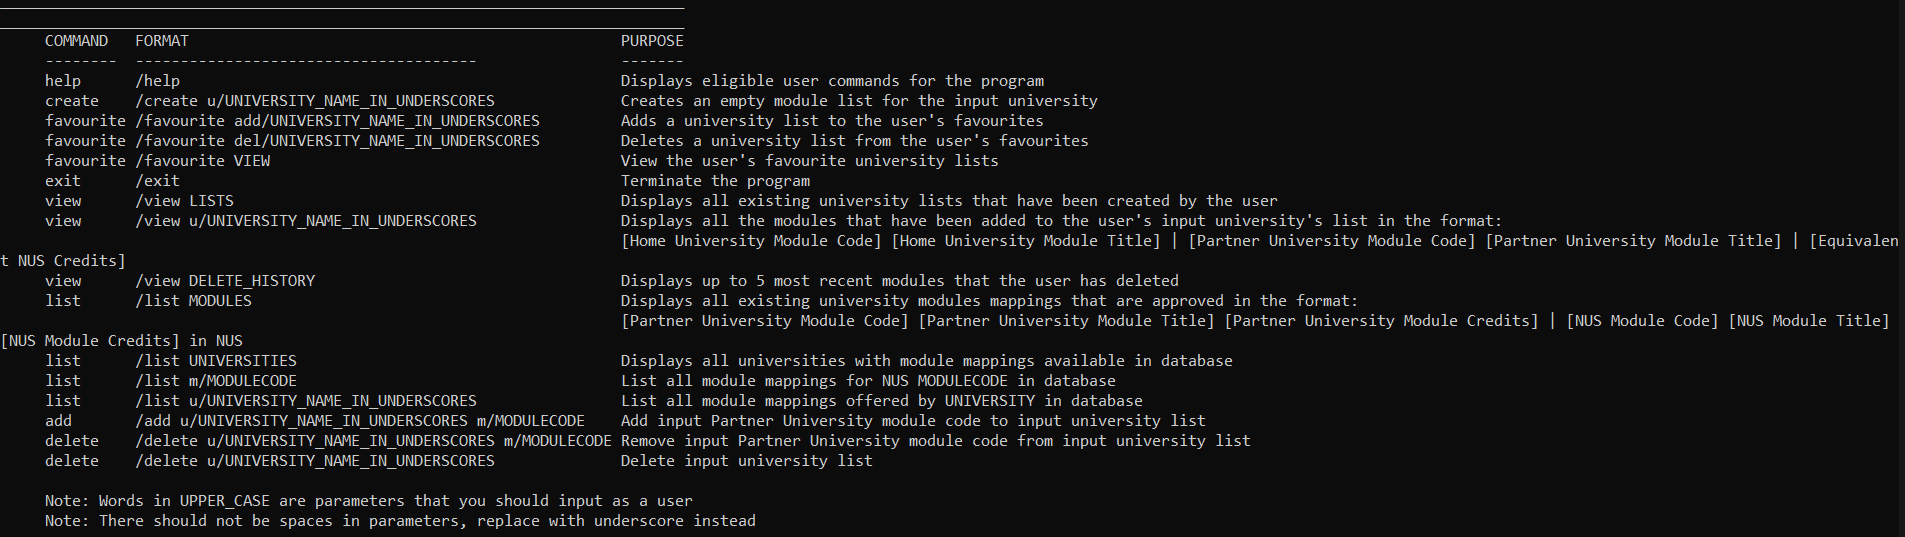 COMMAND   FORMAT                                                PURPOSE
--------  --------------------------------------                -------
help      /help                                                 Displays eligible user commands for the program
create    /create u/UNIVERSITY_NAME_IN_UNDERSCORES              Creates an empty module list for the input university
favourite /favourite add/UNIVERSITY_NAME_IN_UNDERSCORES         Adds a university list to the user's favourites
favourite /favourite del/UNIVERSITY_NAME_IN_UNDERSCORES         Deletes a university list from the user's favourites
favourite /favourite VIEW                                       View the user's favourite university lists
exit      /exit                                                 Terminate the program
view      /view LISTS                                           Displays all existing university lists that have been created by the user
view      /view u/UNIVERSITY_NAME_IN_UNDERSCORES                Displays all the modules that have been added to the user's input university's list in the format:
[Home University Module Code] [Home University Module Title] | [Partner University Module Code] [Partner University Module Title] | [Equivalen
t NUS Credits]
view      /view DELETE_HISTORY                                  Displays up to 5 most recent modules that the user has deleted
list      /list MODULES                                         Displays all existing university modules mappings that are approved in the format:
[Partner University Module Code] [Partner University Module Title] [Partner University Module Credits] | [NUS Module Code] [NUS Module Title]
[NUS Module Credits] in NUS
list      /list UNIVERSITIES                                    Displays all universities with module mappings available in database
list      /list m/MODULECODE                                    List all module mappings for NUS MODULECODE in database
list      /list u/UNIVERSITY_NAME_IN_UNDERSCORES                List all module mappings offered by UNIVERSITY in database
add       /add u/UNIVERSITY_NAME_IN_UNDERSCORES m/MODULECODE    Add input Partner University module code to input university list
delete    /delete u/UNIVERSITY_NAME_IN_UNDERSCORES m/MODULECODE Remove input Partner University module code from input university list
delete    /delete u/UNIVERSITY_NAME_IN_UNDERSCORES              Delete input university list
Note: Words in UPPER_CASE are parameters that you should input as a user
Note: There should not be spaces in parameters, replace with underscore instead